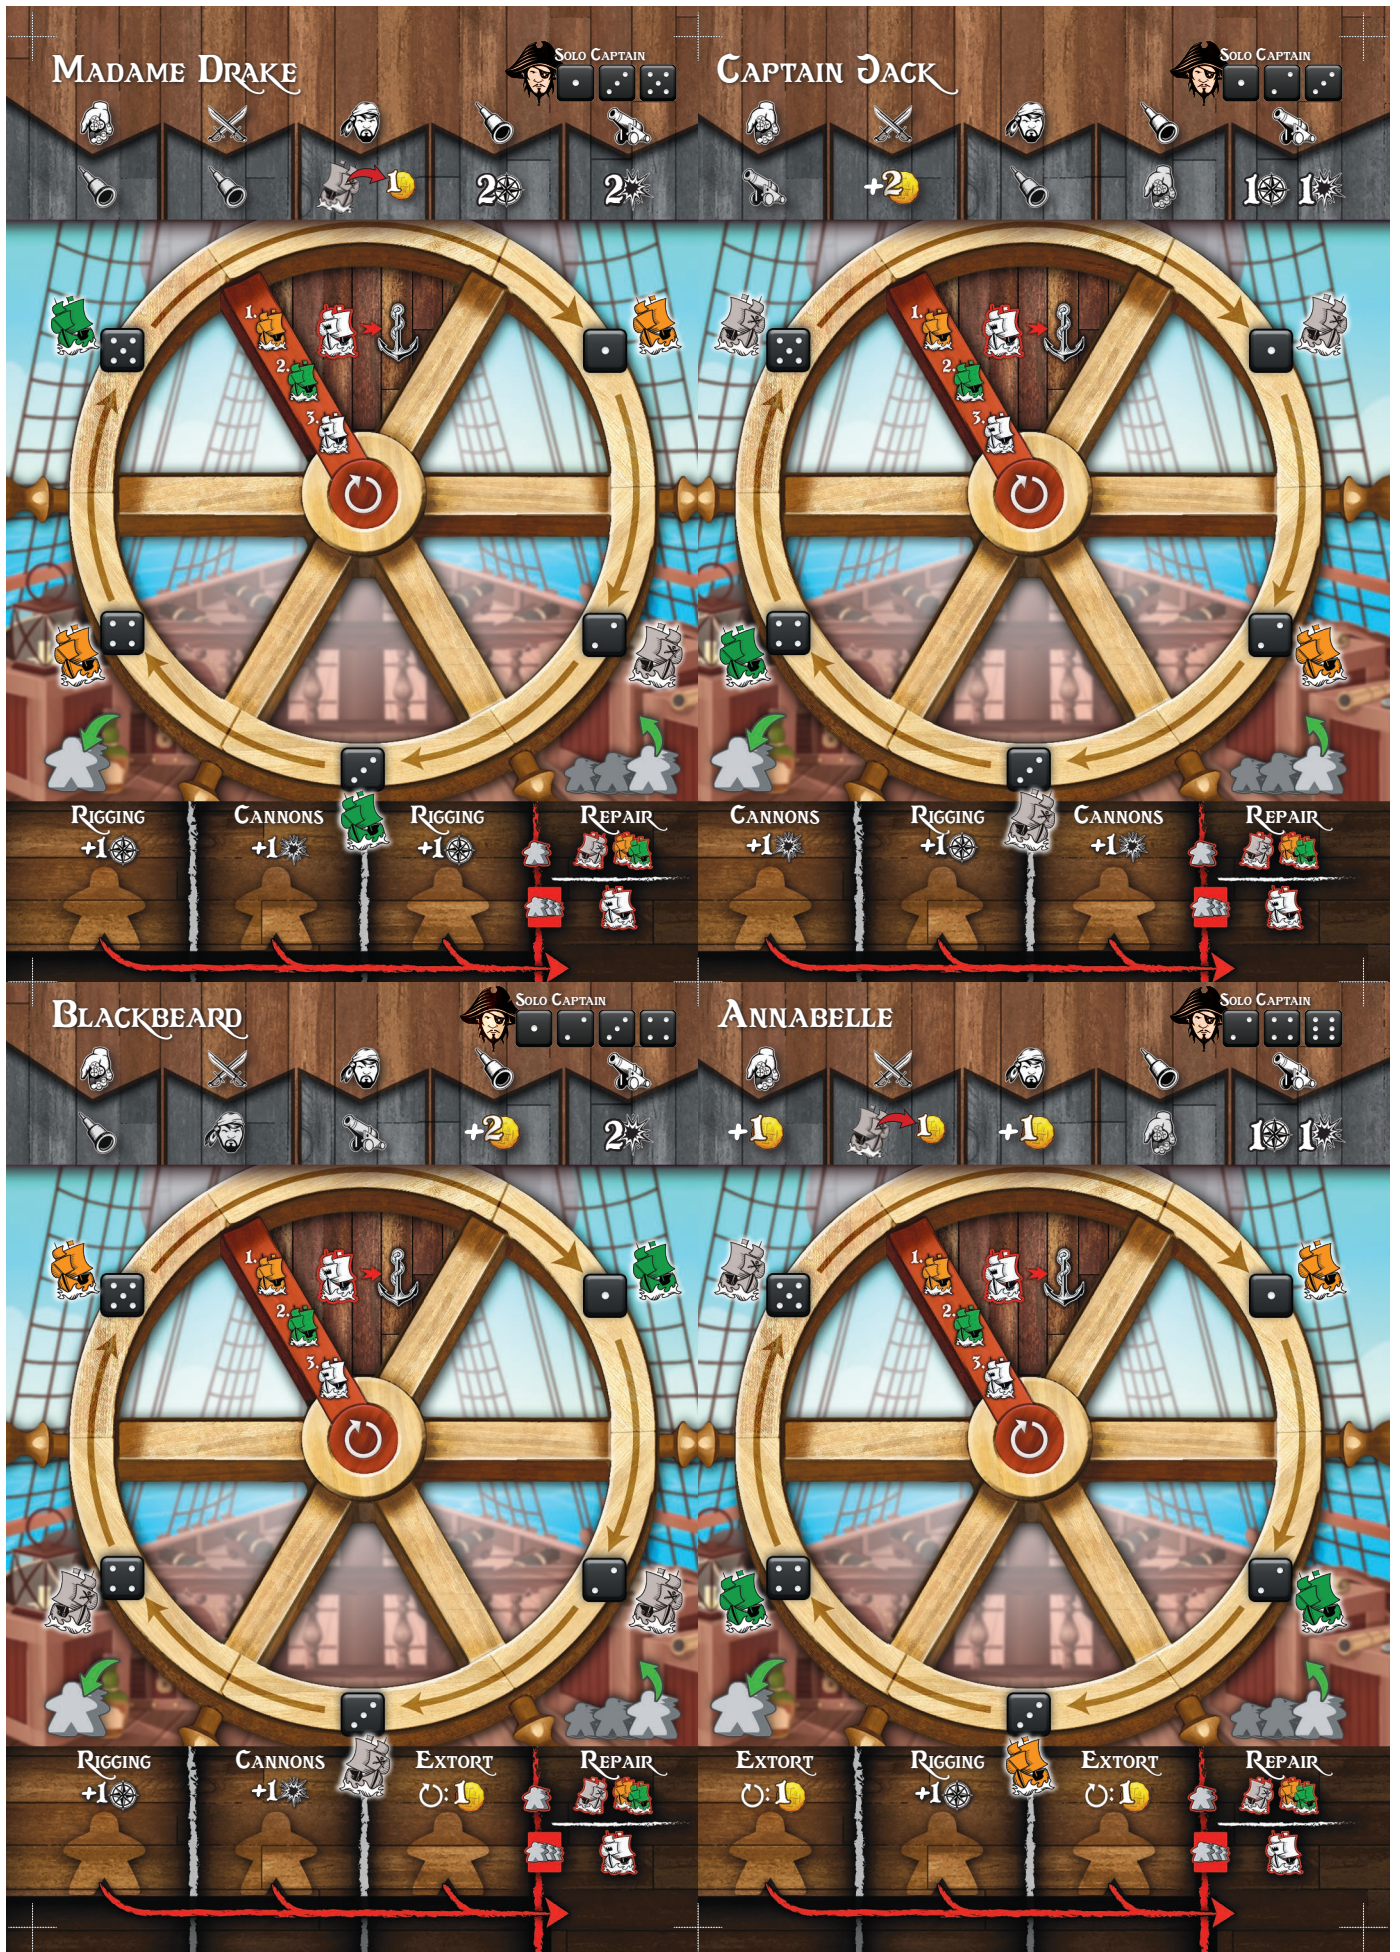 Madame Drake
Solo Captain
1
2
2
1.
2.
3.
Rigging
+1
Cannons
+1
Rigging
+1
Repair
Captain Jack
Solo Captain
+2
1 1
1.
2.
3.
Cannons
+1
Rigging
+1
Cannons
+1
Repair
Blackbeard
Solo Captain
+2
2
1.
2.
3.
Rigging
+1
Cannons
+1
Extort
:1
Repair
Annabelle
Solo Captain
+1
1
+1
1 1
1.
2.
3.
Extort
:1
Rigging
+1
Extort
:1
Repair